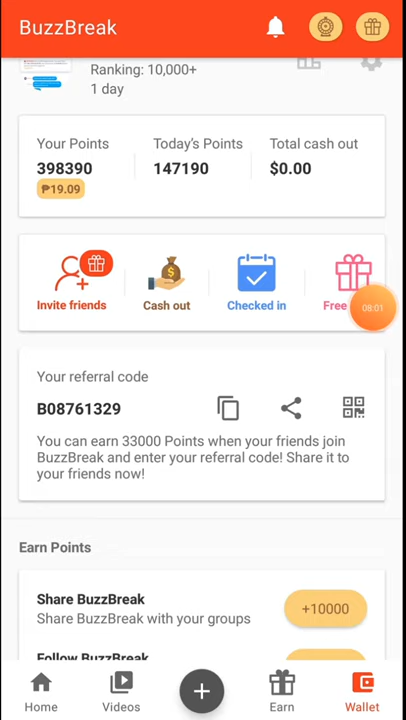 BuzzBreak
Ranking: 10,000+
1 day
Your Points
Today's Points
Total cash out
398390
147190
$0.00
₱19.09
Invite friends
Cash out
Checked in
Free
08:01
Your referral code
B08761329
You can earn 33000 Points when your friends join
BuzzBreak and enter your referral code! Share it to
your friends now!
Earn Points
Share BuzzBreak
Share BuzzBreak with your groups
+10000
Follow BuzzBreak
Home
Videos
Earn
Wallet